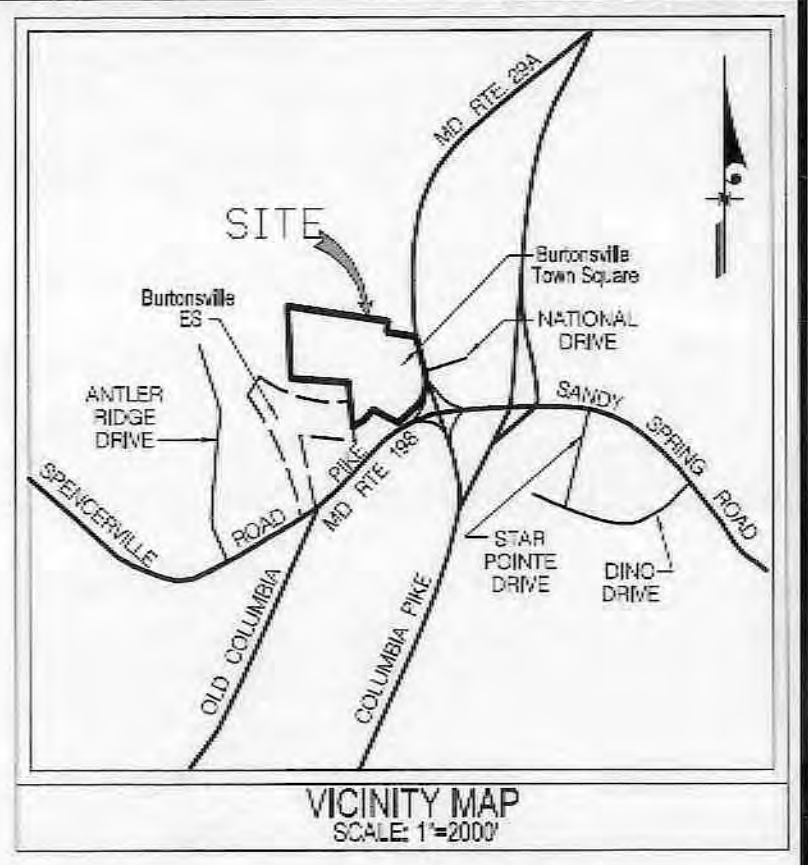 MD RTE. 29A
SITE
Burtonsville
Town Square
Burtonsville
ES
NATIONAL
DRIVE
ANTLER
RIDGE
DRIVE
SANDY
SPRING
ROAD
SPENCERVILLE
ROAD
PIKE
MD RTE 198
STAR
POINTE
DRIVE
DINO
DRIVE
OLD COLUMBIA
COLUMBIA PIKE
VICINITY MAP
SCALE: 1"=2000'